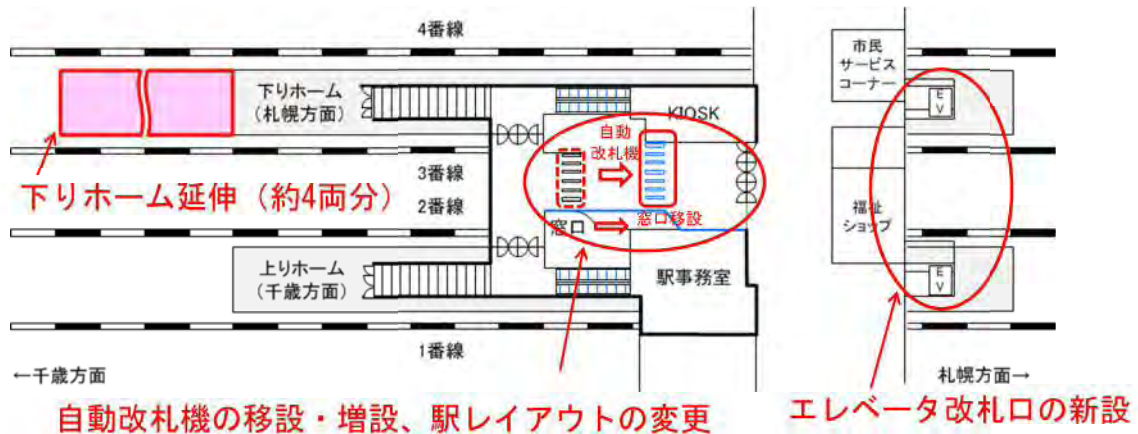 4番線
下りホーム
(札幌方面)
KIOSK
自動
改札機
市民
サービス
コーナー
E
V
下りホーム延伸（約4両分）
3番線
2番線
窓口
窓口移設
福祉
ショップ
上りホーム
(千歳方面)
駅事務室
E
V
1番線
←千歳方面
札幌方面→
自動改札機の移設・増設、駅レイアウトの変更
エレベータ改札口の新設